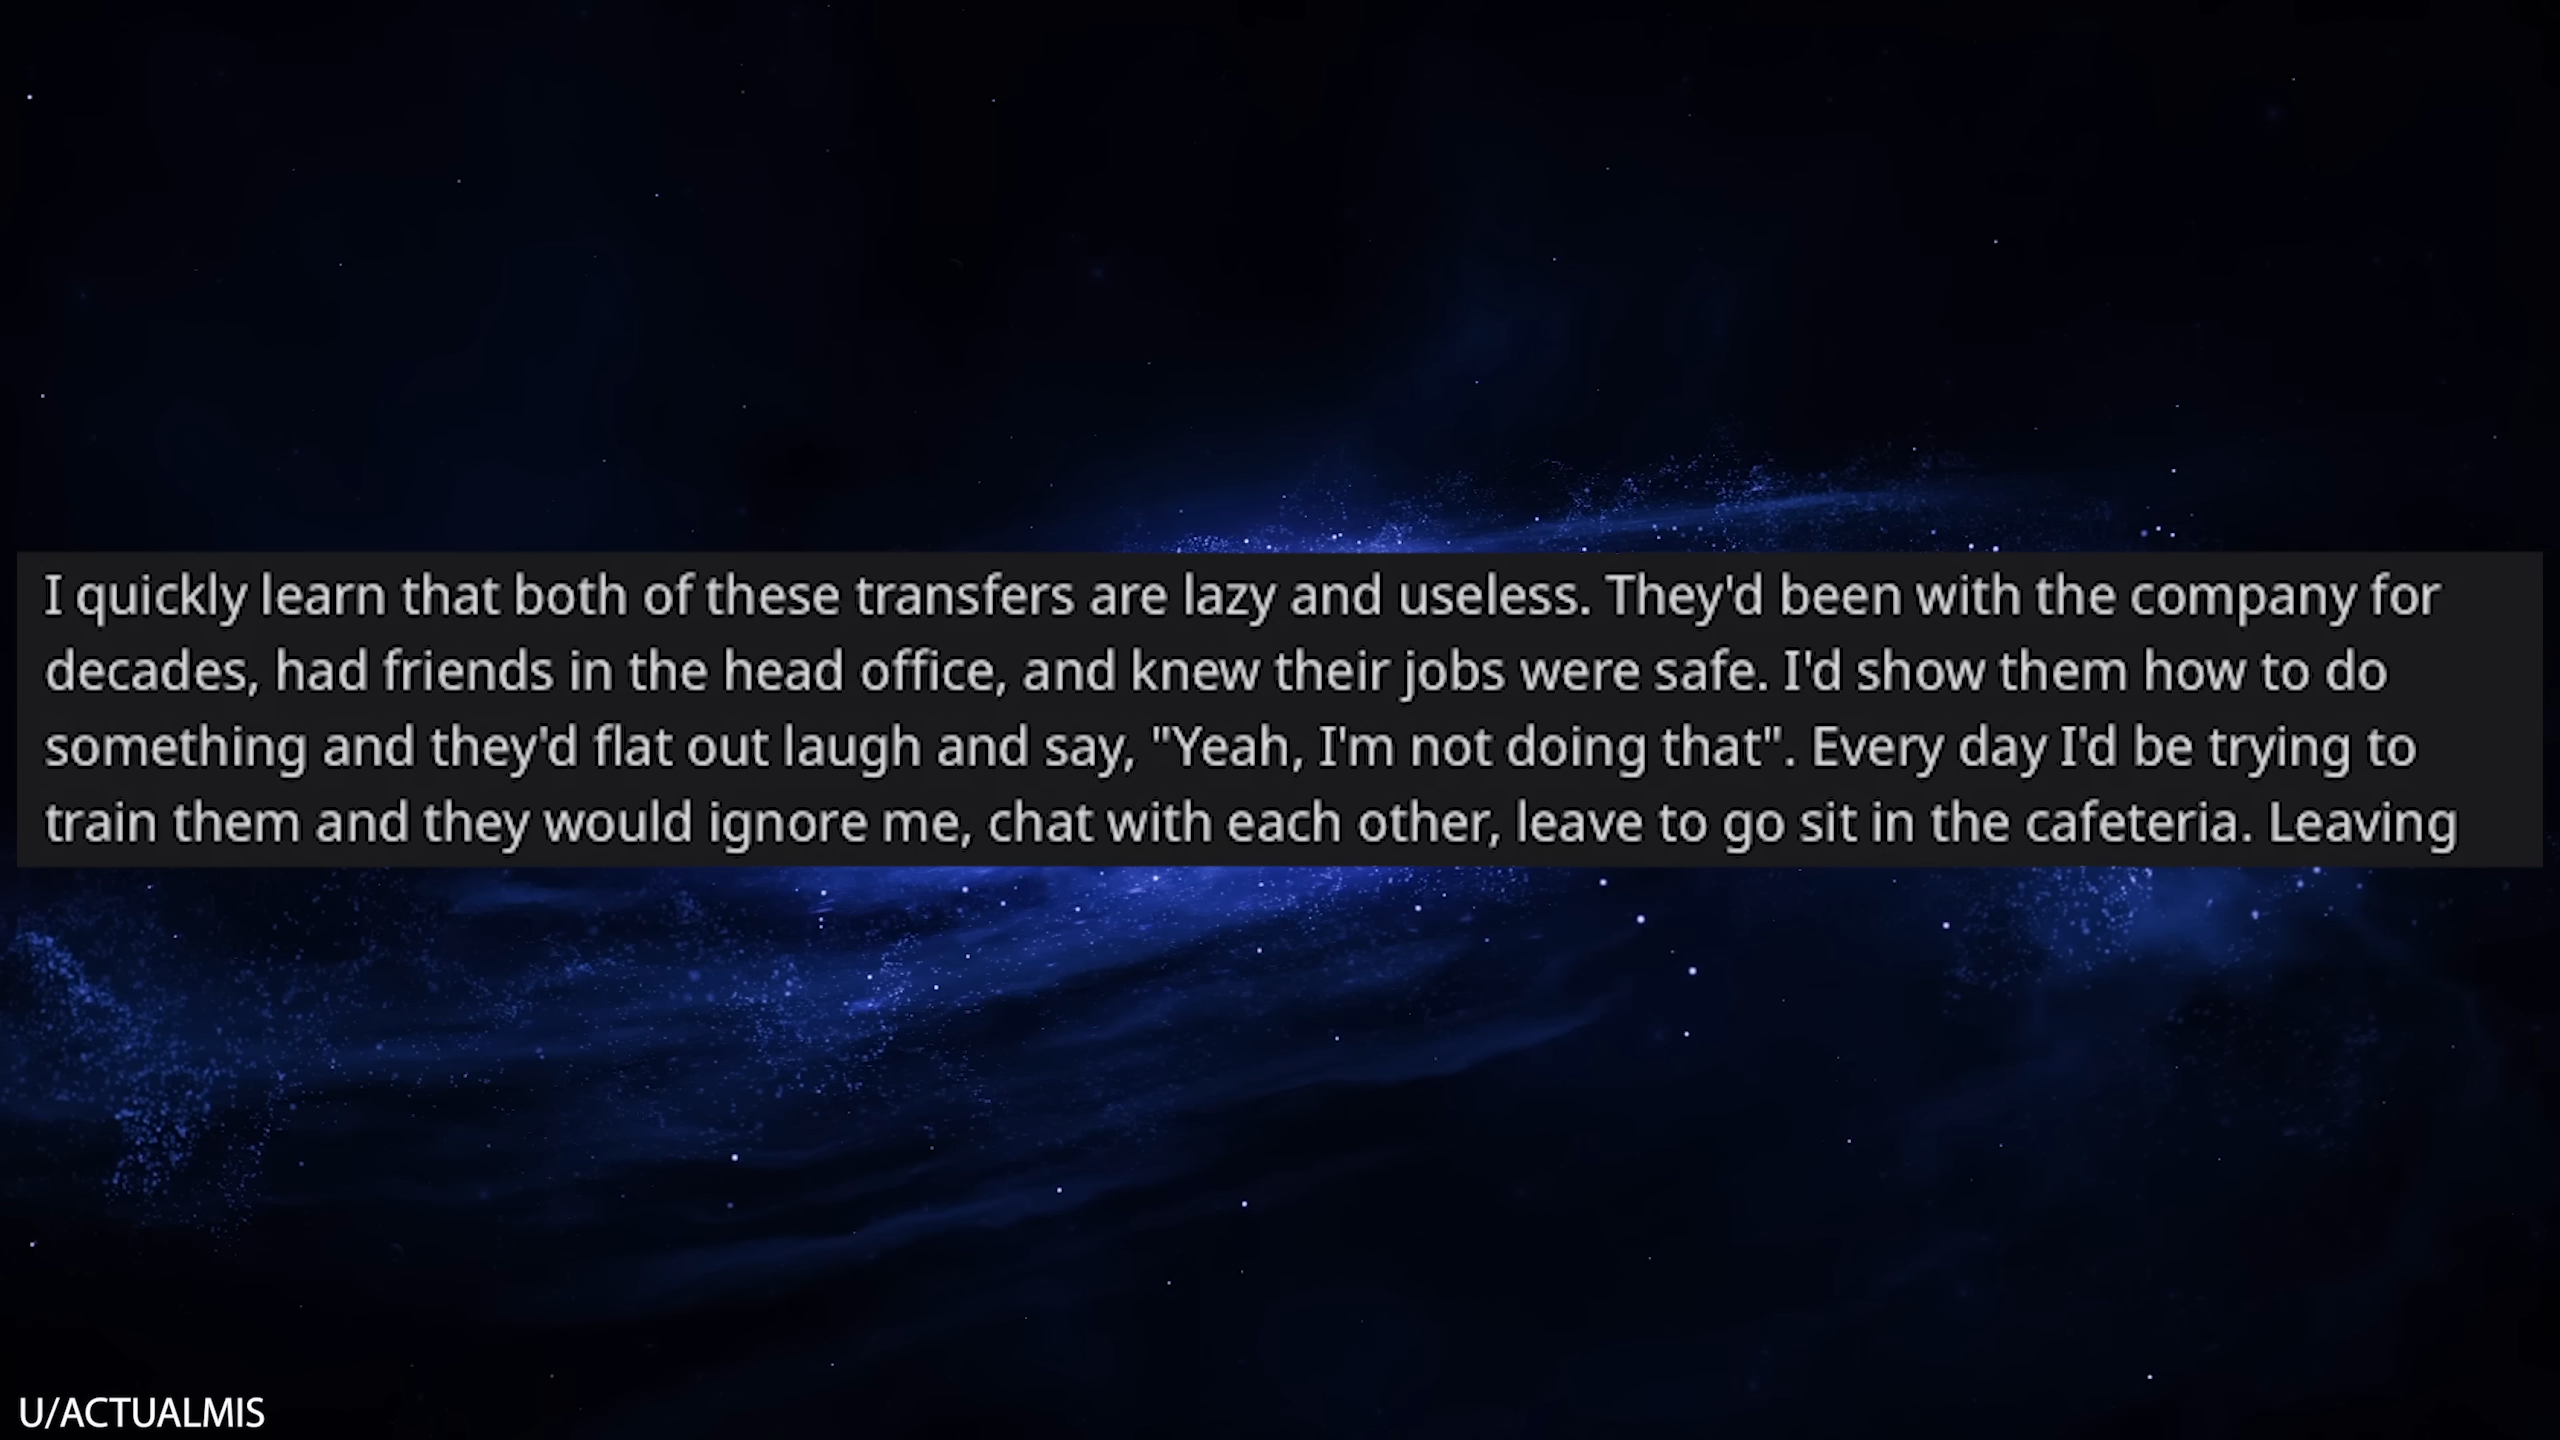 I quickly learn that both of these transfers are lazy and useless. They'd been with the company for
decades, had friends in the head office, and knew their jobs were safe. I'd show them how to do
something and they'd flat out laugh and say, "Yeah, I'm not doing that". Every day I'd be trying to
train them and they would ignore me, chat with each other, leave to go sit in the cafeteria. Leaving
U/ACTUALMIS